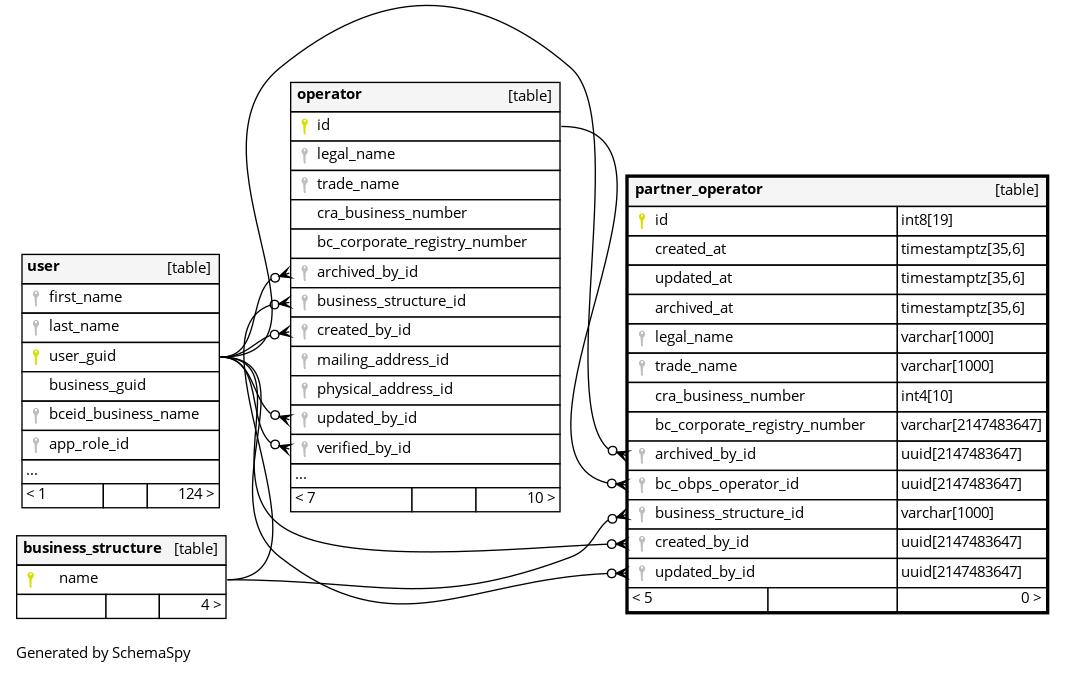 operator [table]
id
legal_name
trade_name
cra_business_number
bc_corporate_registry_number
archived_by_id
business_structure_id
created_by_id
mailing_address_id
physical_address_id
updated_by_id
verified_by_id
...
< 7 10 >
partner_operator [table]
id int8[19]
created_at timestamptz[35,6]
updated_at timestamptz[35,6]
archived_at timestamptz[35,6]
legal_name varchar[1000]
trade_name varchar[1000]
cra_business_number int4[10]
bc_corporate_registry_number varchar[2147483647]
archived_by_id uuid[2147483647]
bc_obps_operator_id uuid[2147483647]
business_structure_id varchar[1000]
created_by_id uuid[2147483647]
updated_by_id uuid[2147483647]
< 5 0 >
user [table]
first_name
last_name
user_guid
business_guid
bceid_business_name
app_role_id
...
< 1 124 >
business_structure [table]
name
4 >
Generated by SchemaSpy